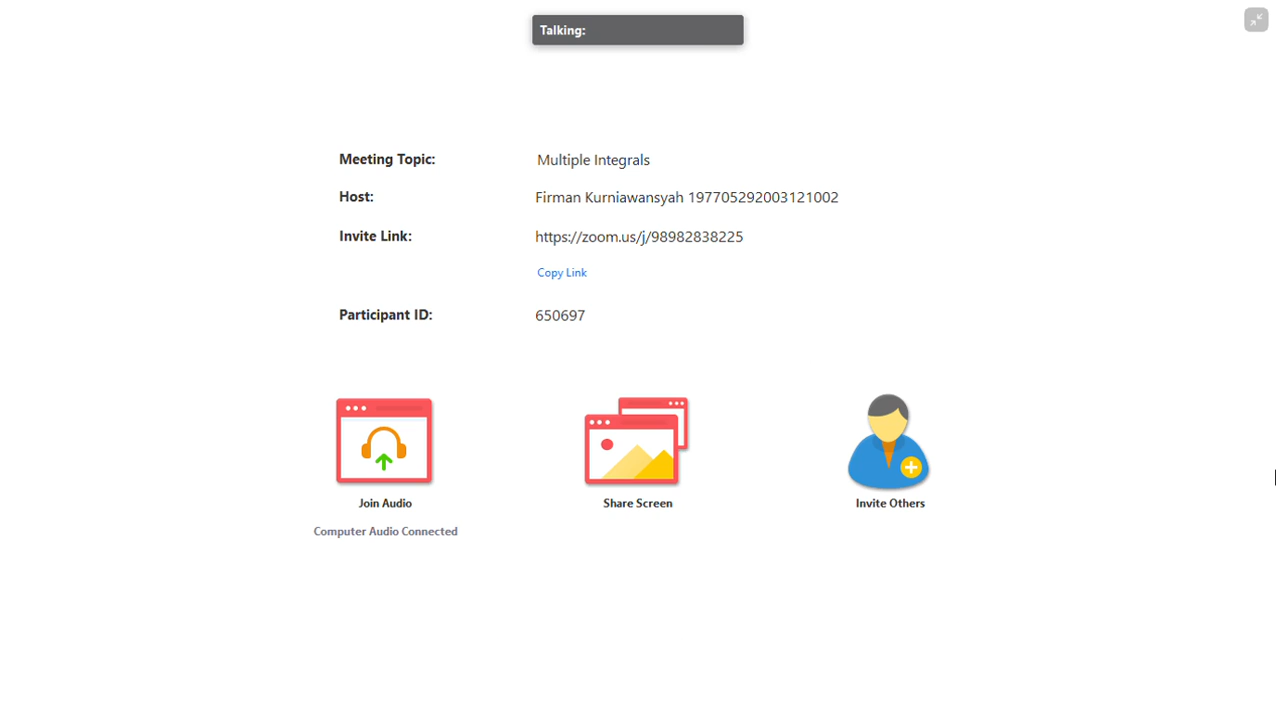 Talking:
Meeting Topic: Multiple Integrals
Host: Firman Kurniawansyah 197705292003121002
Invite Link: https://zoom.us/j/98982838225
Copy Link
Participant ID: 650697
Join Audio Share Screen Invite Others
Computer Audio Connected